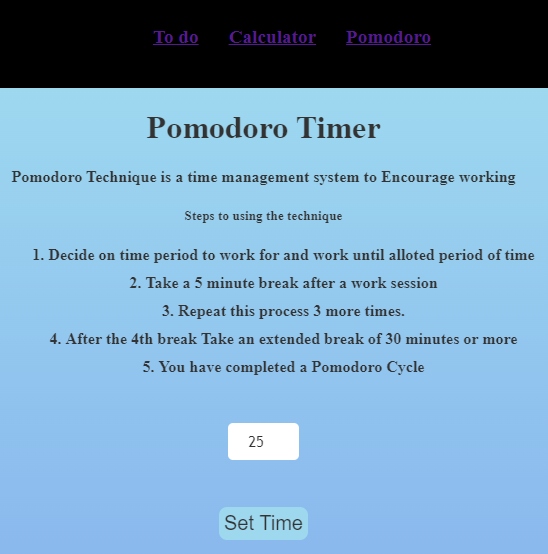 To do Calculator Pomodoro
Pomodoro Timer
Pomodoro Technique is a time management system to Encourage working
Steps to using the technique
1. Decide on time period to work for and work until alloted period of time
2. Take a 5 minute break after a work session
3. Repeat this process 3 more times.
4. After the 4th break Take an extended break of 30 minutes or more
5. You have completed a Pomodoro Cycle
25
Set Time